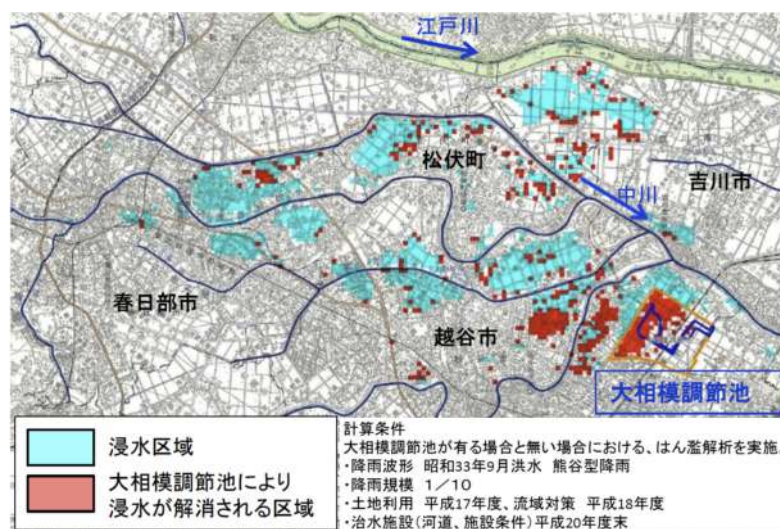 江戸川
松伏町
吉川市
中川
春日部市
越谷市
大相模調節池
浸水区域
大相模調節池により
浸水が解消される区域
計算条件
大相模調節池が有る場合と無い場合における、はん濫解析を実施。
・降雨波形 昭和33年9月洪水 熊谷型降雨
・降雨規模 1/10
・土地利用 平成17年度、流域対策 平成18年度
・治水施設(河道、施設条件)平成20年度末